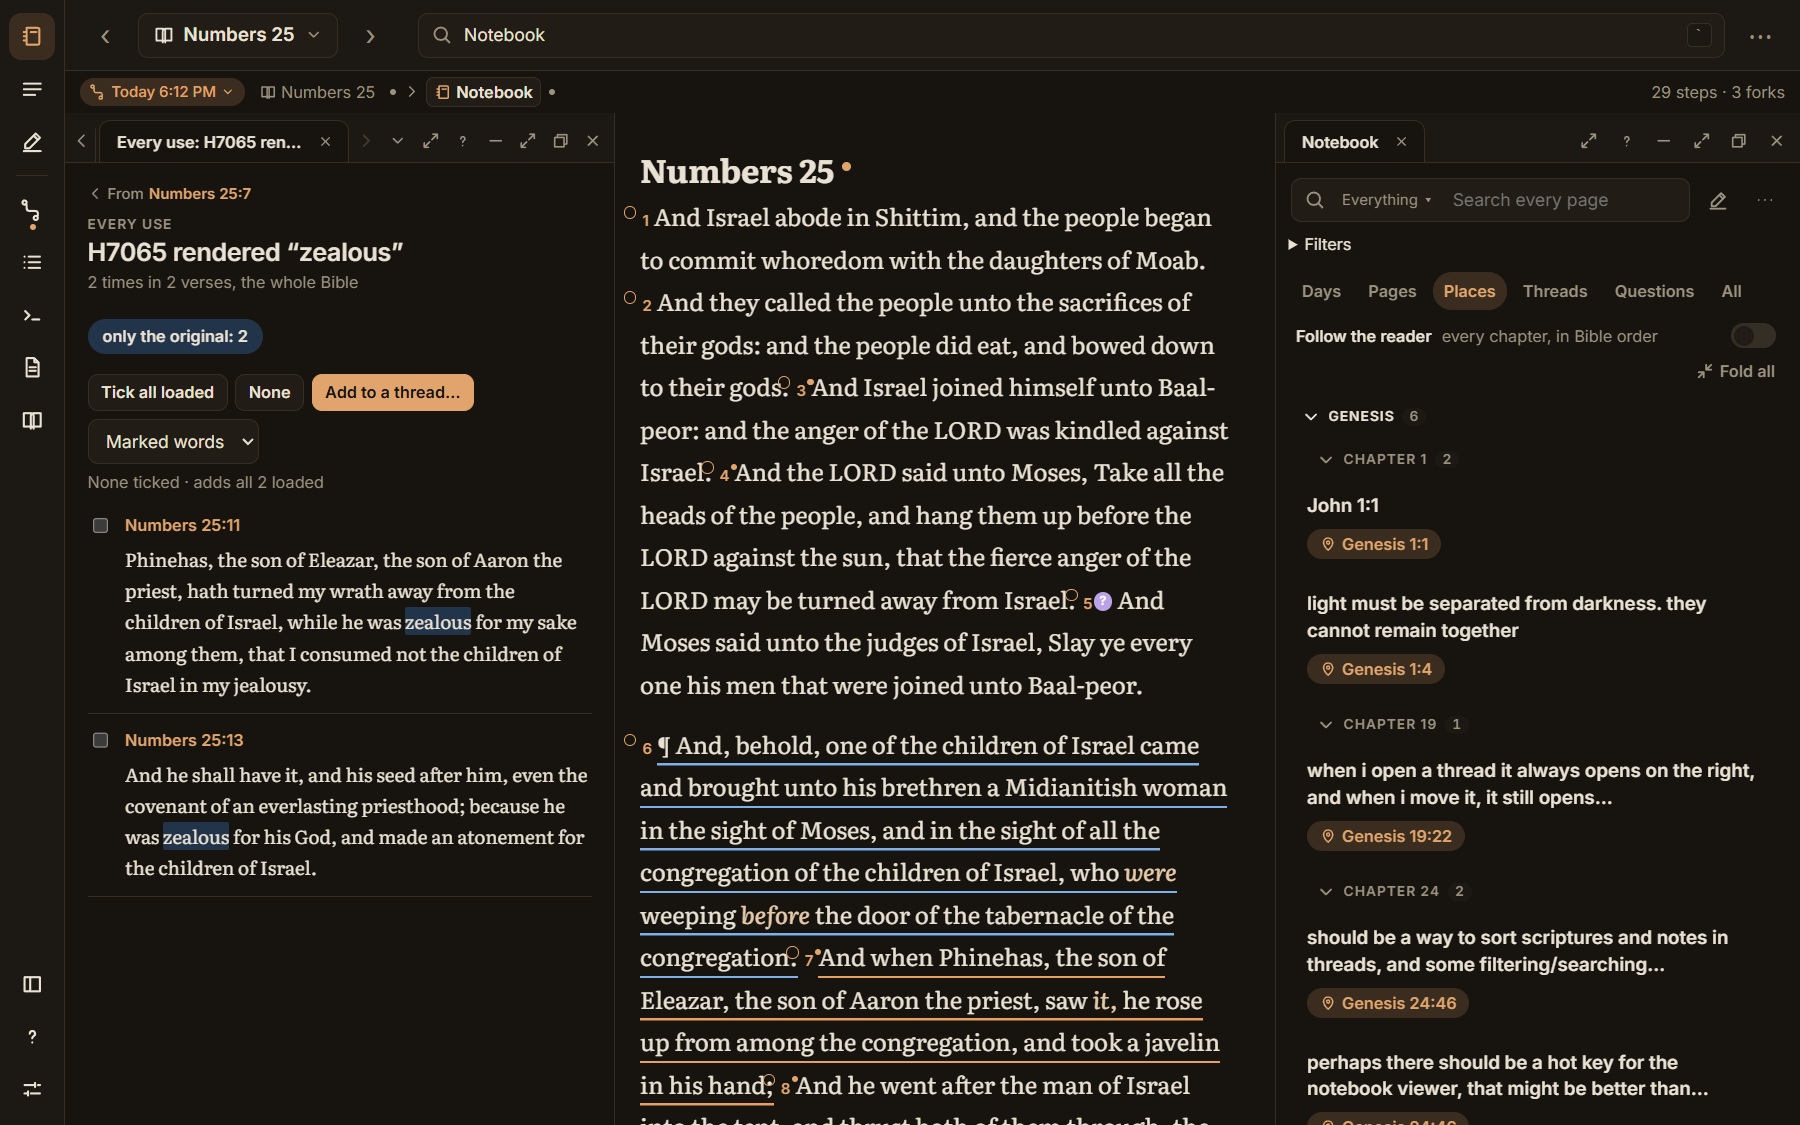 Numbers 25
Notebook
`
Today 6:12 PM
Numbers 25
Notebook
29 steps · 3 forks
Every use: H7065 ren...
?
From Numbers 25:7
EVERY USE
H7065 rendered “zealous”
2 times in 2 verses, the whole Bible
only the original: 2
Tick all loaded
None
Add to a thread...
Marked words
None ticked · adds all 2 loaded
Numbers 25:11
Phinehas, the son of Eleazar, the son of Aaron the
priest, hath turned my wrath away from the
children of Israel, while he was zealous for my sake
among them, that I consumed not the children of
Israel in my jealousy.
Numbers 25:13
And he shall have it, and his seed after him, even the
covenant of an everlasting priesthood; because he
was zealous for his God, and made an atonement for
the children of Israel.
?
Numbers 25
1 And Israel abode in Shittim, and the people began
to commit whoredom with the daughters of Moab.
2 And they called the people unto the sacrifices of
their gods: and the people did eat, and bowed down
to their gods. 3 And Israel joined himself unto Baal-
peor: and the anger of the LORD was kindled against
Israel. 4 And the LORD said unto Moses, Take all the
heads of the people, and hang them up before the
LORD against the sun, that the fierce anger of the
LORD may be turned away from Israel. 5 ? And
Moses said unto the judges of Israel, Slay ye every
one his men that were joined unto Baal-peor.
6 ¶ And, behold, one of the children of Israel came
and brought unto his brethren a Midianitish woman
in the sight of Moses, and in the sight of all the
congregation of the children of Israel, who were
weeping before the door of the tabernacle of the
congregation. 7 And when Phinehas, the son of
Eleazar, the son of Aaron the priest, saw it, he rose
up from among the congregation, and took a javelin
in his hand; 8 And he went after the man of Israel
into the tent, and thrust both of them through, the
Notebook
?
Everything
Search every page
Filters
Days
Pages
Places
Threads
Questions
All
Follow the reader every chapter, in Bible order
Fold all
GENESIS 6
CHAPTER 1 2
John 1:1
Genesis 1:1
light must be separated from darkness. they
cannot remain together
Genesis 1:4
CHAPTER 19 1
when i open a thread it always opens on the right,
and when i move it, it still opens...
Genesis 19:22
CHAPTER 24 2
should be a way to sort scriptures and notes in
threads, and some filtering/searching...
Genesis 24:46
perhaps there should be a hot key for the
notebook viewer, that might be better than...
Genesis 24:46